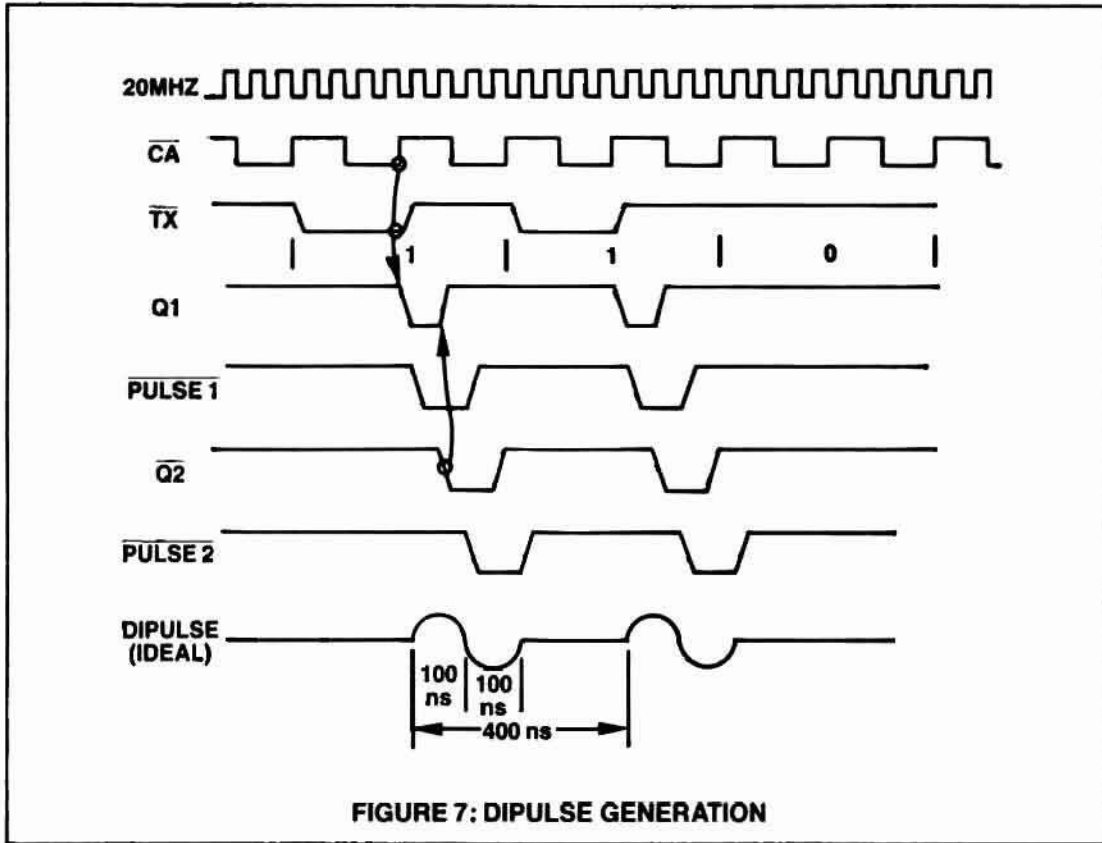 20MHZ
CA
TX
1 1 0
Q1
PULSE 1
Q2
PULSE 2
DIPULSE
(IDEAL)
100
ns
100
ns
400 ns
FIGURE 7: DIPULSE GENERATION